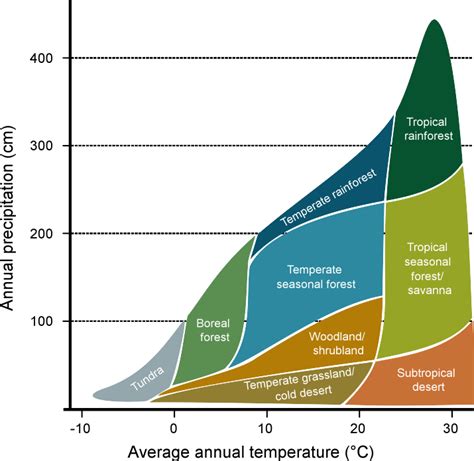 400
300
200
100
Annual precipitation (cm)
Tropical
rainforest
Temperate rainforest
Tropical
seasonal
forest/
savanna
Temperate
seasonal forest
Boreal
forest
Woodland/
shrubland
Tundra
Temperate grassland/
cold desert
Subtropical
desert
-10 0 10 20 30
Average annual temperature (°C)